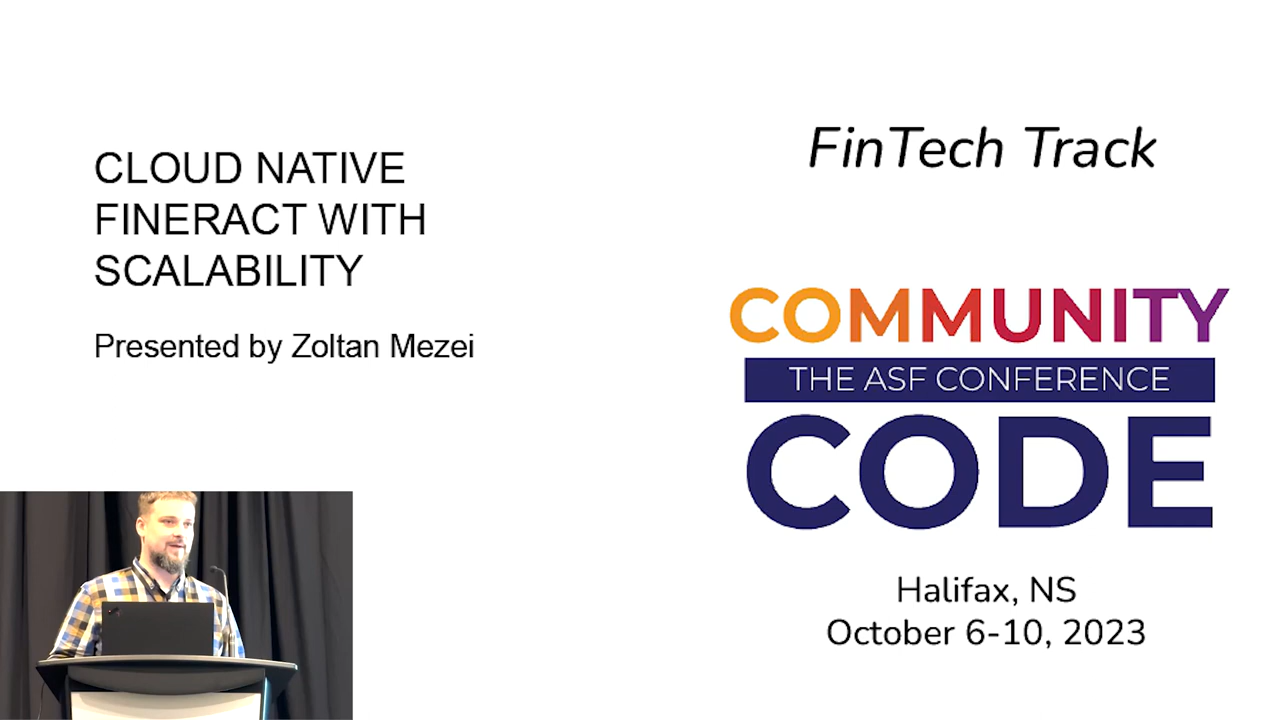 CLOUD NATIVE
FINERACT WITH
SCALABILITY
Presented by Zoltan Mezei
FinTech Track
COMMUNITY
THE ASF CONFERENCE
CODE
Halifax, NS
October 6-10, 2023